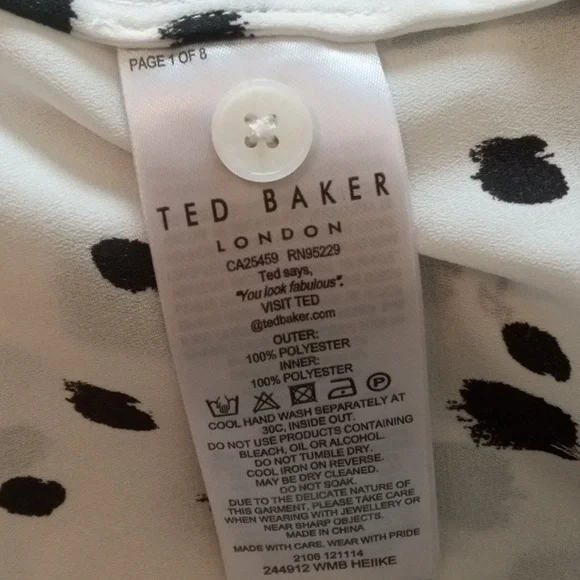 PAGE 1 OF 8
TED BAKER
LONDON
CA25459 RN95229
Ted says,
"You look fabulous".
VISIT TED
@tedbaker.com
OUTER:
100% POLYESTER
INNER:
100% POLYESTER
COOL HAND WASH SEPARATELY AT
30C, INSIDE OUT.
DO NOT USE PRODUCTS CONTAINING
BLEACH, OIL OR ALCOHOL.
DO NOT TUMBLE DRY.
COOL IRON ON REVERSE.
MAY BE DRY CLEANED.
DO NOT SOAK.
DUE TO THE DELICATE NATURE OF
THIS GARMENT, PLEASE TAKE CARE
WHEN WEARING WITH JEWELLERY OR
NEAR SHARP OBJECTS.
MADE IN CHINA
MADE WITH CARE. WEAR WITH PRIDE
2106 121114
244912 WMB HEIIKE